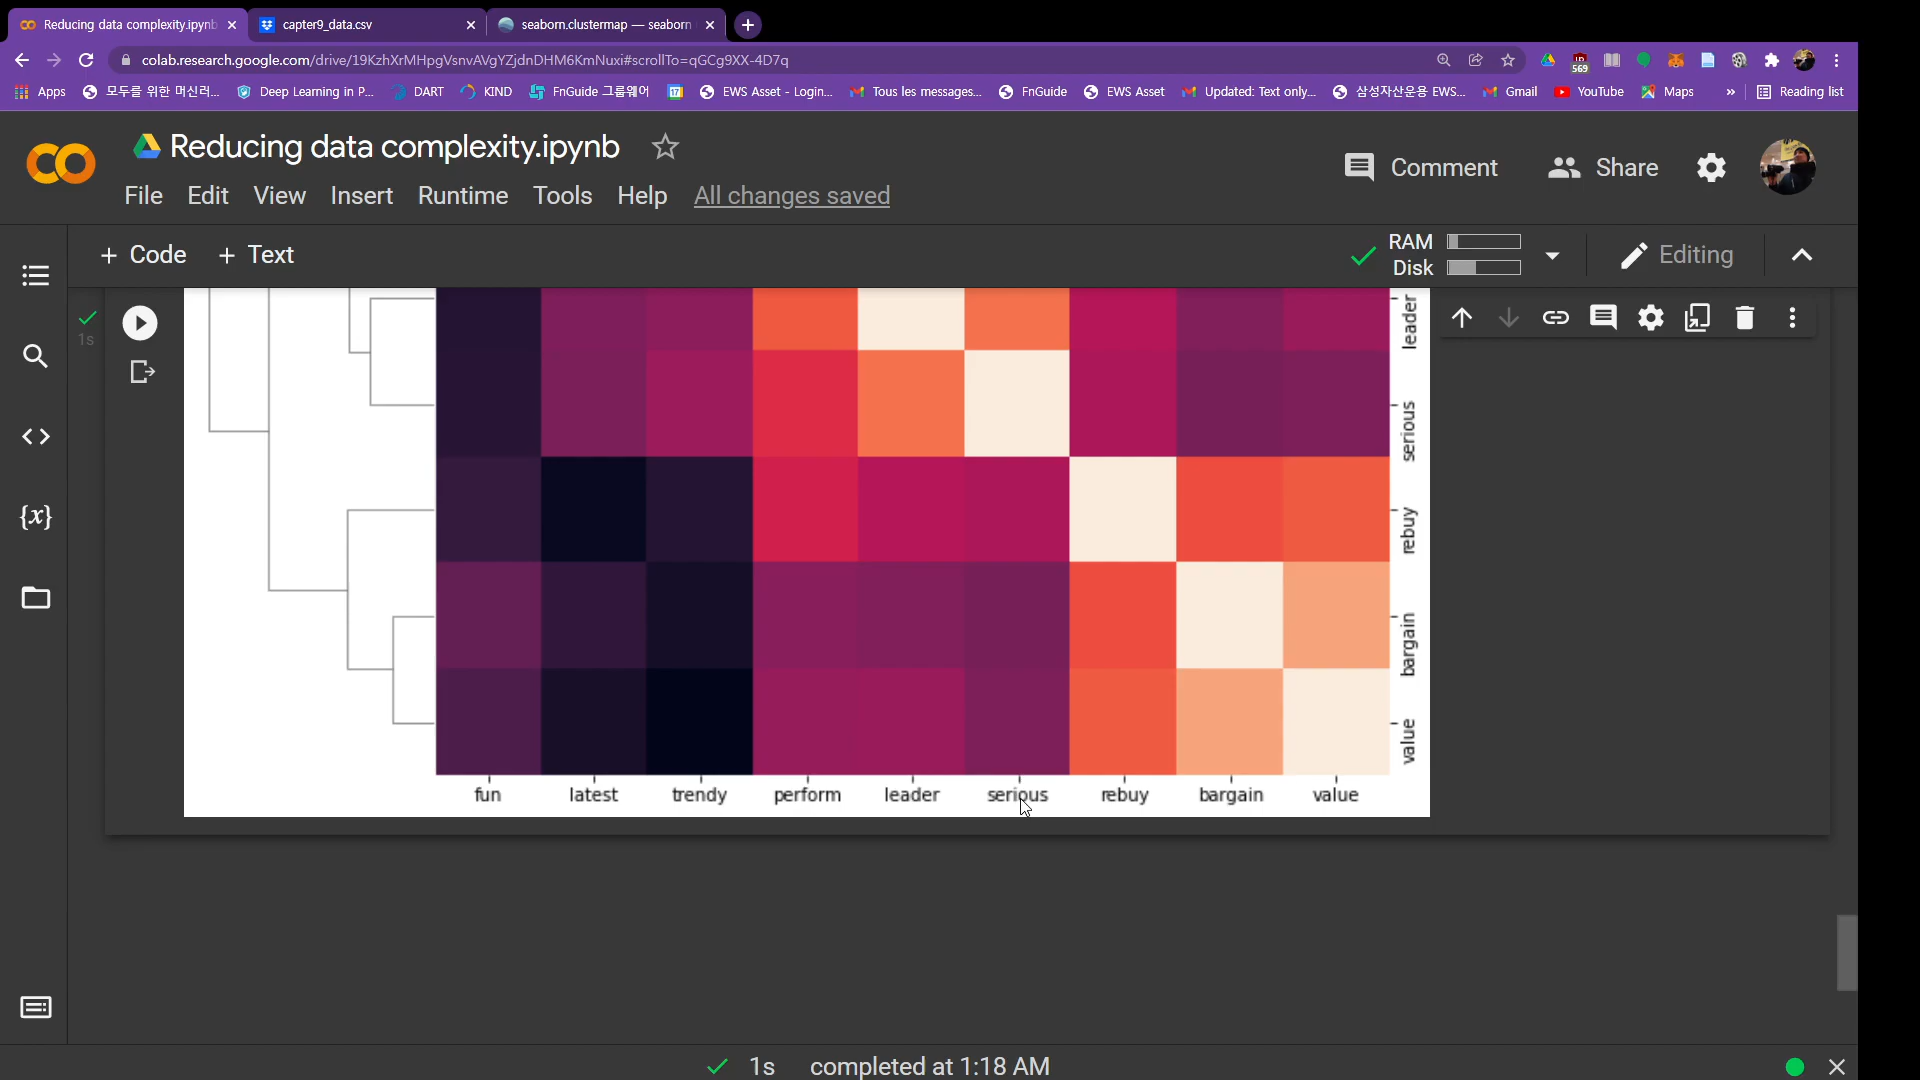 Reducing data complexity.ipynb
capter9_data.csv
seaborn.clustermap — seaborn
colab.research.google.com/drive/19KzhXrMHpgVsnvAVgYZjdnDHM6KmNuxi#scrollTo=qGCg9XX-4D7q
569
Apps 모두를 위한 머신러... Deep Learning in P... DART KIND FnGuide 그룹웨어 17 EWS Asset - Login... Tous les messages... FnGuide EWS Asset Updated: Text only... 삼성자산운용 EWS... Gmail YouTube Maps » Reading list
Reducing data complexity.ipynb
Comment Share
File Edit View Insert Runtime Tools Help All changes saved
+ Code + Text
RAM
Disk
Editing
1s
leader
serious
rebuy
bargain
value
fun latest trendy perform leader serious rebuy bargain value
1s completed at 1:18 AM